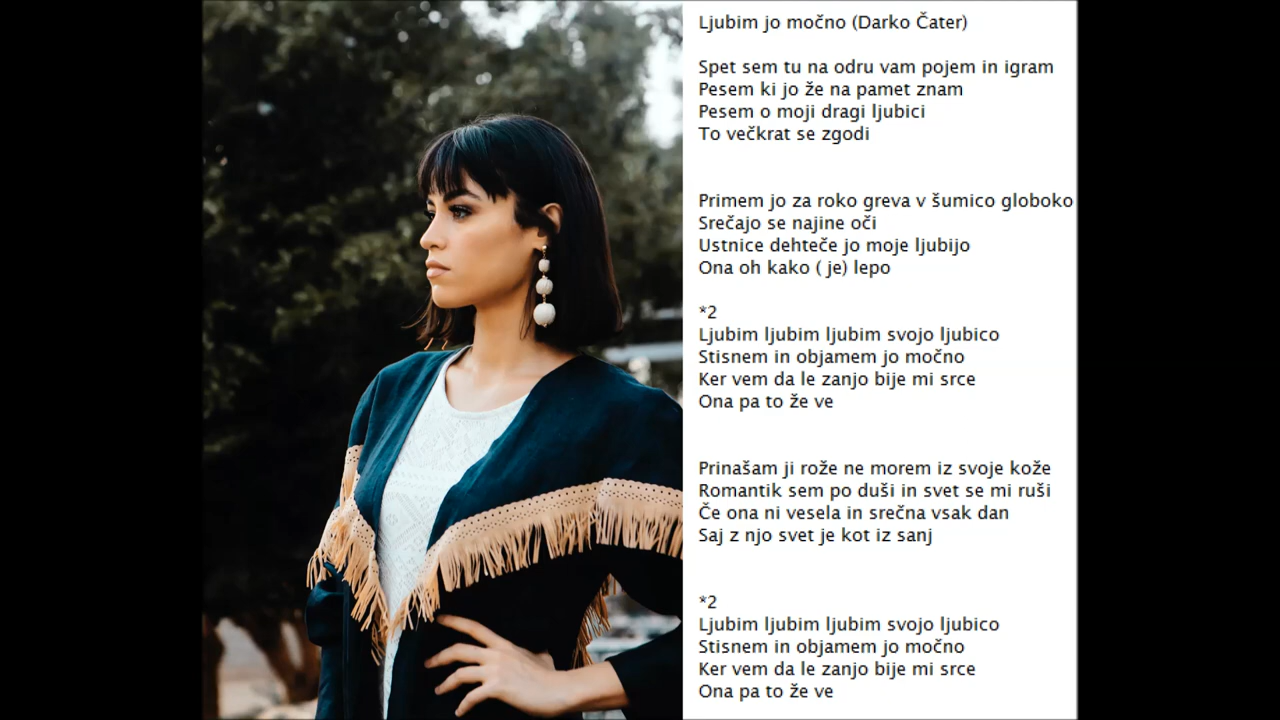 Ljubim jo močno (Darko Čater)
Spet sem tu na odru vam pojem in igram
Pesem ki jo že na pamet znam
Pesem o moji dragi ljubici
To večkrat se zgodi
Primem jo za roko greva v šumico globoko
Srečajo se najine oči
Ustnice dehteče jo moje ljubijo
Ona oh kako ( je) lepo
*2
Ljubim ljubim ljubim svojo ljubico
Stisnem in objamem jo močno
Ker vem da le zanjo bije mi srce
Ona pa to že ve
Prinašam ji rože ne morem iz svoje kože
Romantik sem po duši in svet se mi ruši
Če ona ni vesela in srečna vsak dan
Saj z njo svet je kot iz sanj
*2
Ljubim ljubim ljubim svojo ljubico
Stisnem in objamem jo močno
Ker vem da le zanjo bije mi srce
Ona pa to že ve